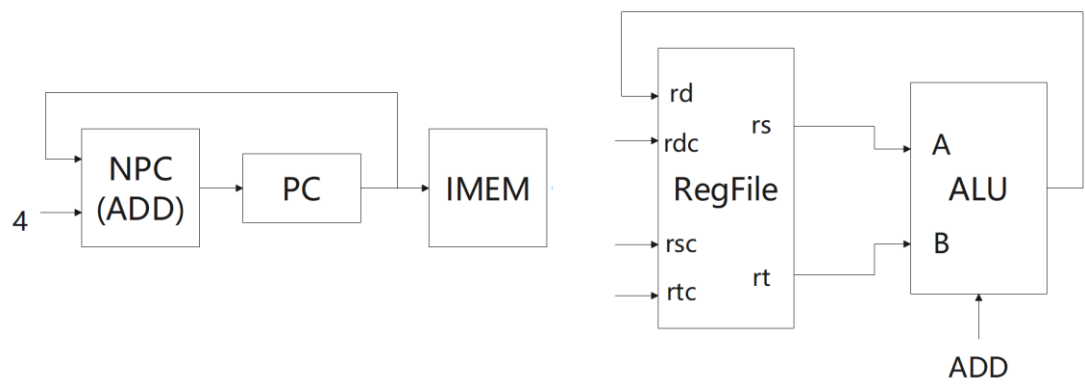 NPC
(ADD)
4
PC
IMEM
rd
rdc
rs
RegFile
rsc
rtc
rt
A
ALU
B
ADD